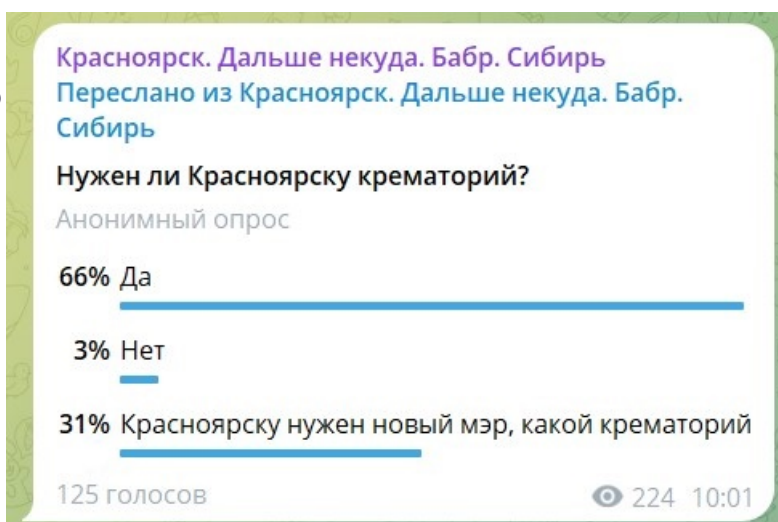 Красноярск. Дальше некуда. Бабр. Сибирь
Переслано из Красноярск. Дальше некуда. Бабр.
Сибирь
Нужен ли Красноярску крематорий?
Анонимный опрос
66% Да
3% Нет
31% Красноярску нужен новый мэр, какой крематорий
125 голосов 224 10:01